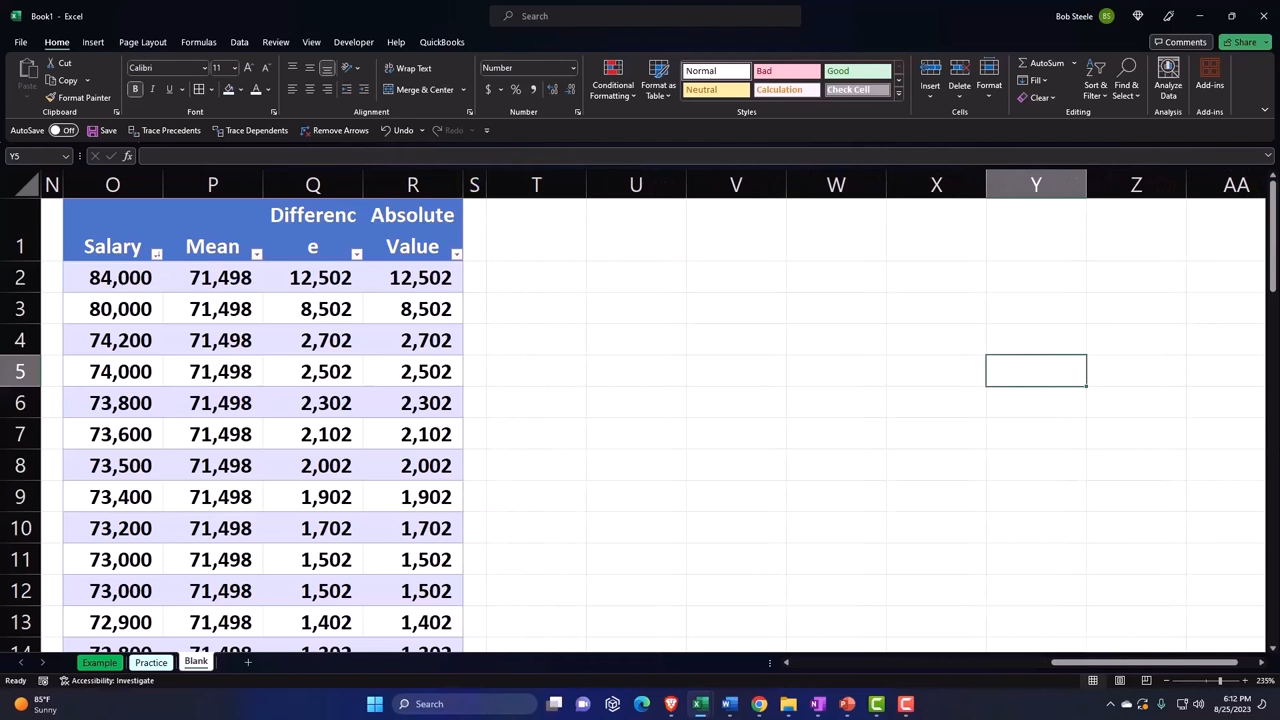 Book1 - Excel
Search
Bob Steele
BS
Home Insert Page Layout Formulas Data Review View Developer Help QuickBooks
Comments
Share
Paste
Cut
Copy
Format Painter
Clipboard
Calibri
11
Font
Wrap Text
Merge & Center
Alignment
Number
Number
Conditional Formatting
Format as Table
Normal Bad Good
Neutral Calculation Check Cell
Styles
Insert Delete Format
Cells
AutoSum
Fill
Clear
Sort & Filter
Find & Select
Editing
Analyze Data
Analysis
Add-ins
Add-ins
AutoSave Off Save Trace Precedents Trace Dependents Remove Arrows Undo Redo
Y5
N O P Q R S T U V W X Y Z AA
1 Salary Mean Differenc e Absolute Value
2 84,000 71,498 12,502 12,502
3 80,000 71,498 8,502 8,502
4 74,200 71,498 2,702 2,702
5 74,000 71,498 2,502 2,502
6 73,800 71,498 2,302 2,302
7 73,600 71,498 2,102 2,102
8 73,500 71,498 2,002 2,002
9 73,400 71,498 1,902 1,902
10 73,200 71,498 1,702 1,702
11 73,000 71,498 1,502 1,502
12 73,000 71,498 1,502 1,502
13 72,900 71,498 1,402 1,402
Example Practice Blank
Ready Accessibility: Investigate
235%
85°F
Sunny
Search
6:12 PM
8/25/2023